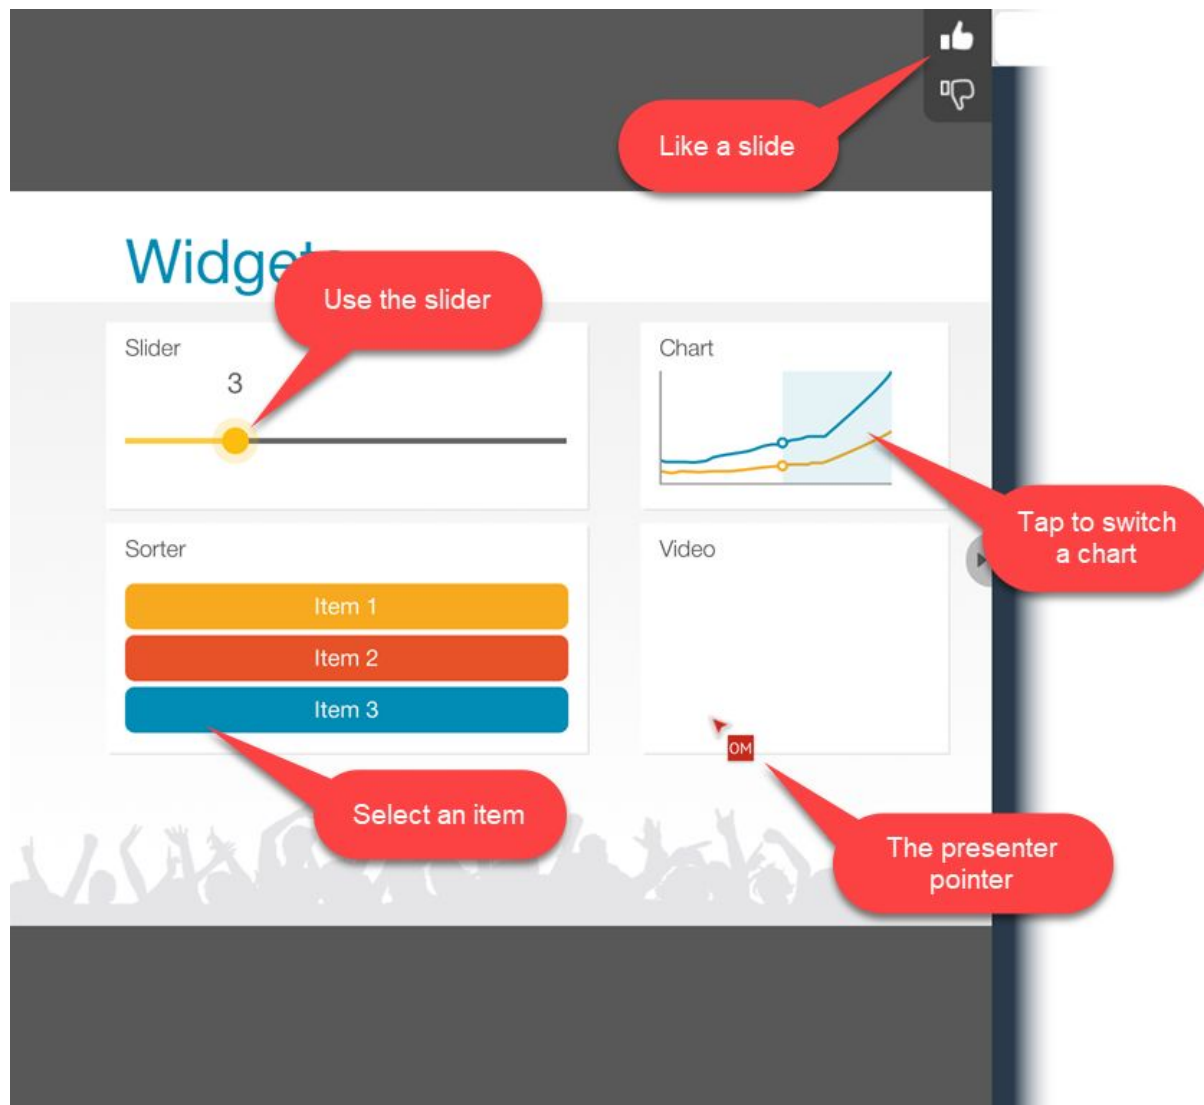 Like a slide
Widgets
Use the slider
Slider
3
Chart
Tap to switch
a chart
Sorter
Item 1
Item 2
Item 3
Video
OM
Select an item
The presenter
pointer